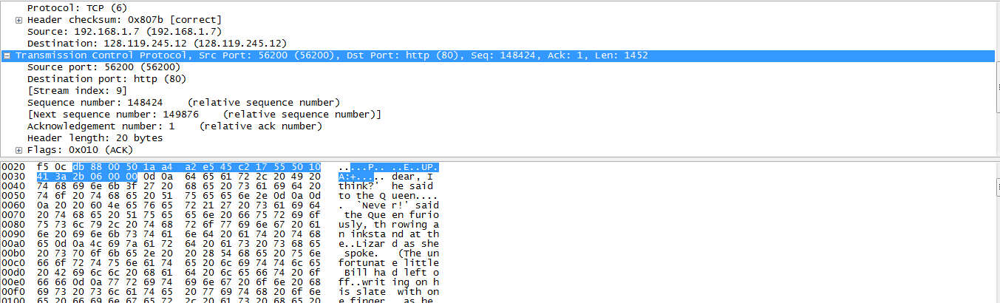 Protocol: TCP (6)
Header checksum: 0x807b [correct]
Source: 192.168.1.7 (192.168.1.7)
Destination: 128.119.245.12 (128.119.245.12)
Transmission Control Protocol, Src Port: 56200 (56200), Dst Port: http (80), Seq: 148424, Ack: 1, Len: 1452
Source port: 56200 (56200)
Destination port: http (80)
[Stream index: 9]
Sequence number: 148424    (relative sequence number)
[Next sequence number: 149876    (relative sequence number)]
Acknowledgement number: 1    (relative ack number)
Header length: 20 bytes
Flags: 0x010 (ACK)
0020  f5 0c db 88 00 50 1a a4  a2 e5 45 c2 17 55 50 10   .....P.. ..E..UP.
0030  41 3a 2b 06 00 00 0d 0a  64 65 61 72 2c 20 49 20   A:+..... dear, I
0040  74 68 69 6e 6b 3f 27 20  68 65 20 73 61 69 64 20   think?'  he said
0050  74 6f 20 74 68 65 20 51  75 65 65 6e 2e 0d 0a 0d   to the Q ueen....
0060  0a 20 20 60 4e 65 76 65  72 21 27 20 73 61 69 64   .  `Neve r!' said
0070  20 74 68 65 20 51 75 65  65 6e 20 66 75 72 69 6f    the Que en furio
0080  75 73 6c 79 2c 20 74 68  72 6f 77 69 6e 67 20 61   usly, th rowing a
0090  6e 20 69 6e 6b 73 74 61  6e 64 20 61 74 20 74 68   n inksta nd at th
00a0  65 0d 0a 4c 69 7a 61 72  64 20 61 73 20 73 68 65   e..Lizar d as she
00b0  20 73 70 6f 6b 65 2e 20  20 28 54 68 65 20 75 6e    spoke.   (The un
00c0  66 6f 72 74 75 6e 61 74  65 20 6c 69 74 74 6c 65   fortunat e little
00d0  20 42 69 6c 6c 20 68 61  64 20 6c 65 66 74 20 6f    Bill ha d left o
00e0  66 66 0d 0a 77 72 69 74  69 6e 67 20 6f 6e 20 68   ff..writ ing on h
00f0  69 73 20 73 6c 61 74 65  20 77 69 74 68 20 6f 6e   is slate  with on
0100  65 20 66 69 6e 67 65 72  2c 20 61 73 20 68 65 20   e finger , as he